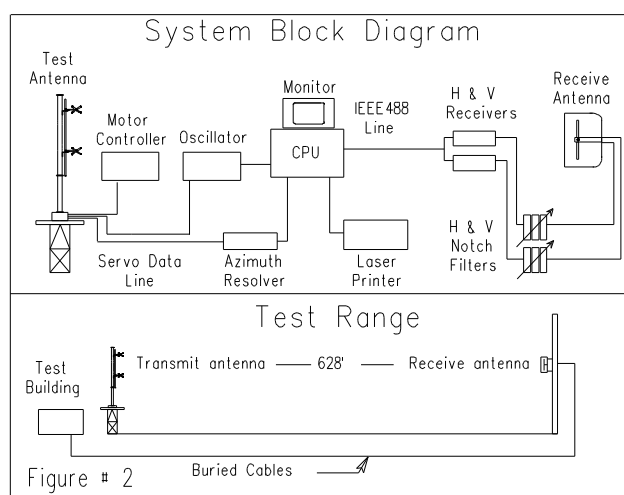 System Block Diagram
Test
Antenna
Motor
Controller
Oscillator
Monitor
CPU
IEEE488
Line
H & V
Receivers
Receive
Antenna
Servo Data
Line
Azimuth
Resolver
Laser
Printer
H & V
Notch
Filters
Test Range
Test
Building
Transmit antenna — 628' — Receive antenna
Buried Cables
Figure # 2